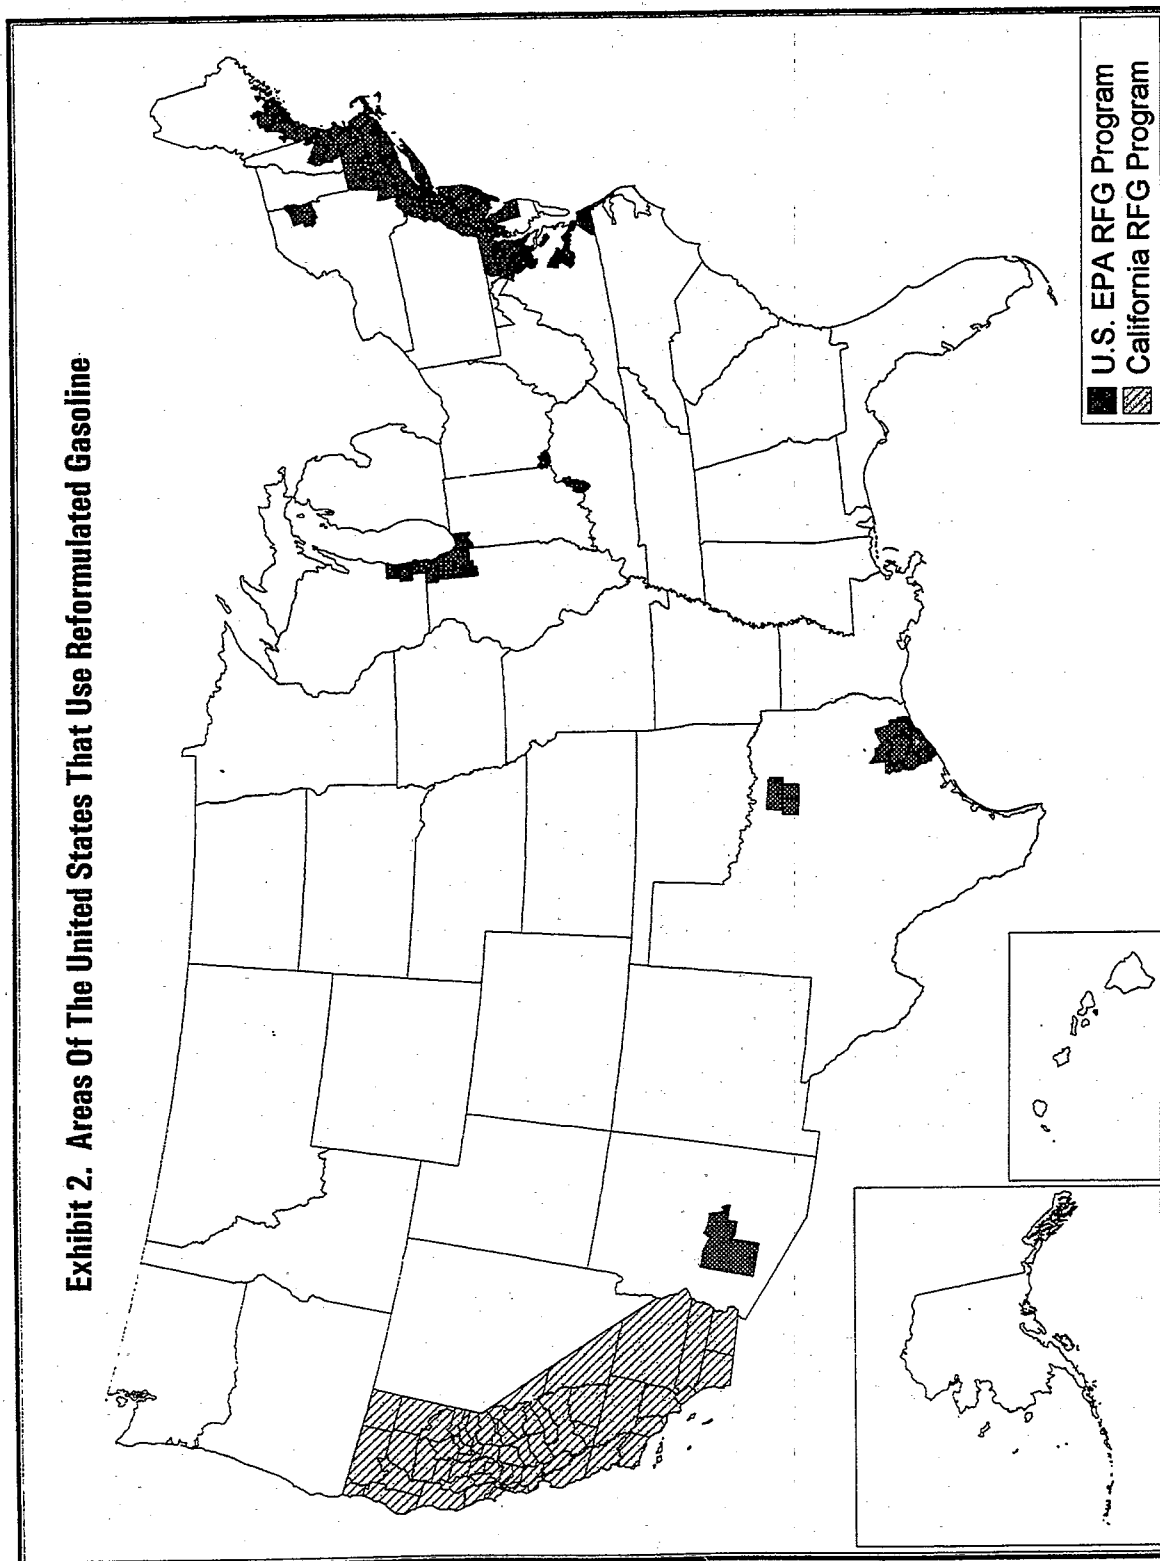 Exhibit 2. Areas Of The United States That Use Reformulated Gasoline
U.S. EPA RFG Program
California RFG Program